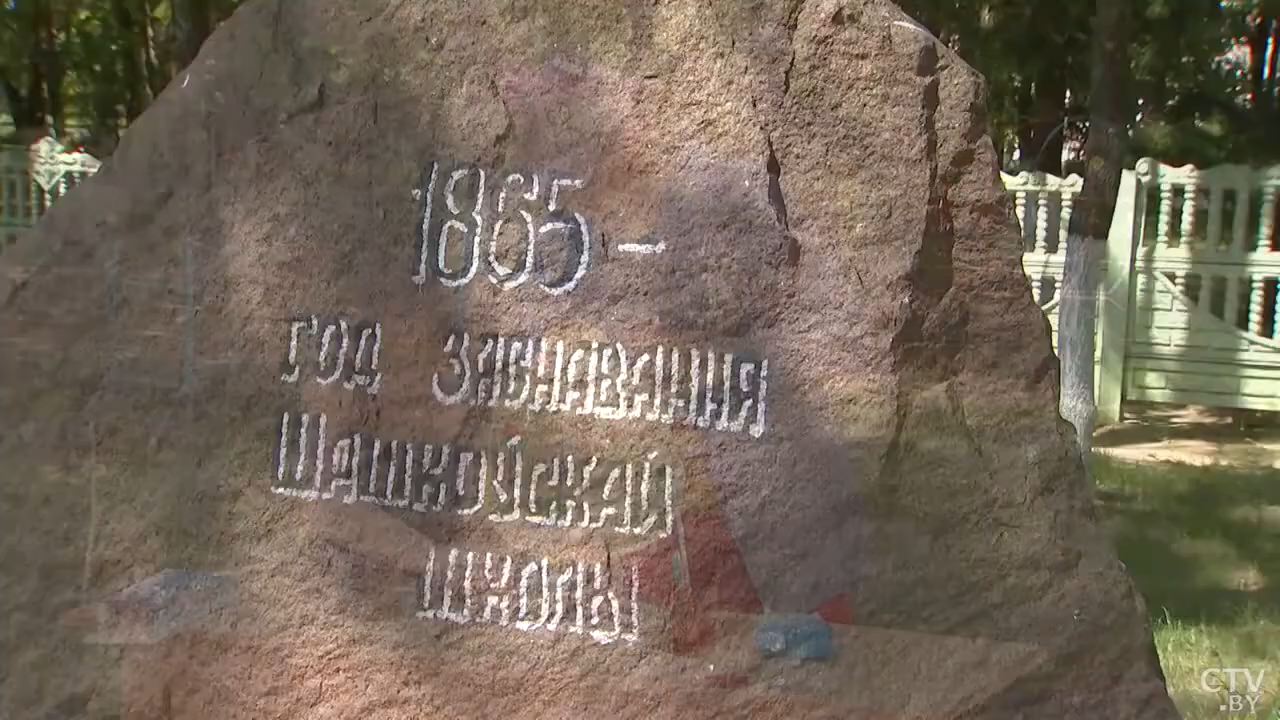 1865 –
год заснавання
Шашкоўскай
школы
CTV
.BY